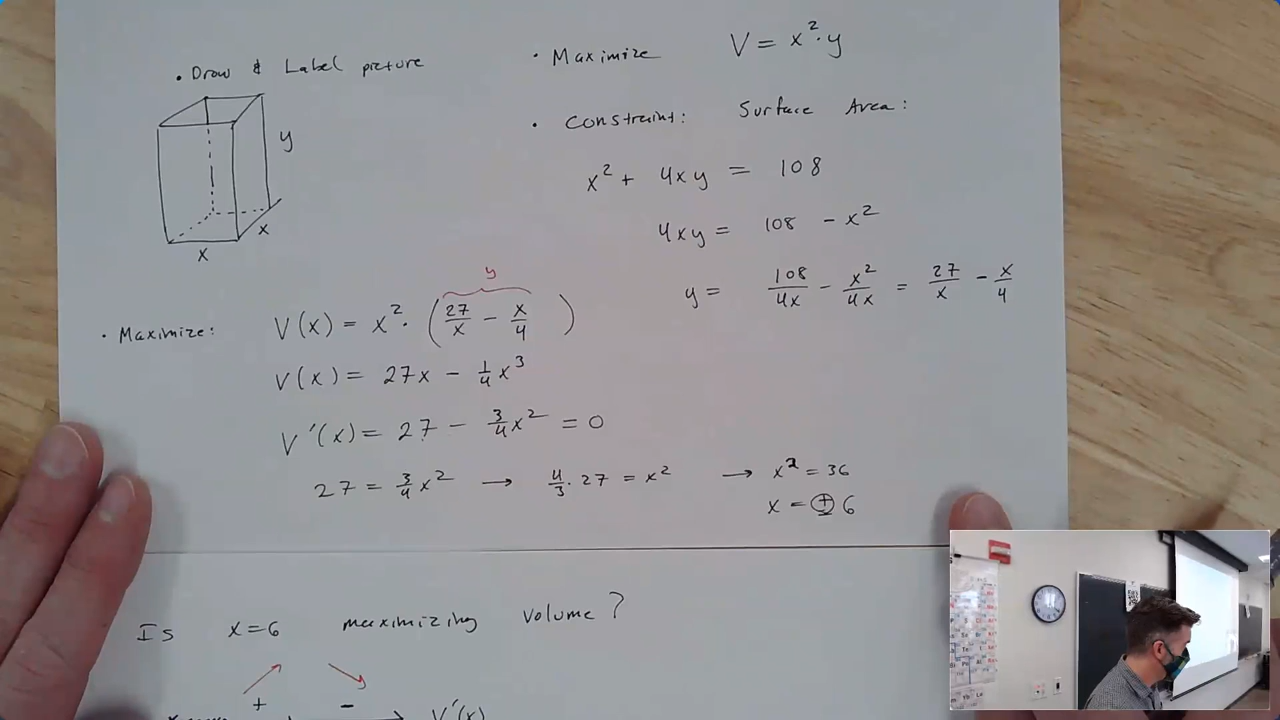 • Draw & Label picture
y
x
x
• Maximize V = x²·y
• Constraint: Surface Area:
x² + 4xy = 108
4xy = 108 - x²
y = 108/4x - x²/4x = 27/x - x/4
y
• Maximize: V(x) = x²·(27/x - x/4)
V(x) = 27x - 1/4 x³
V'(x) = 27 - 3/4 x² = 0
27 = 3/4 x² → 4/3 · 27 = x² → x² = 36
x = ± 6
Is x=6 maximizing volume?
+ -
V'(x)